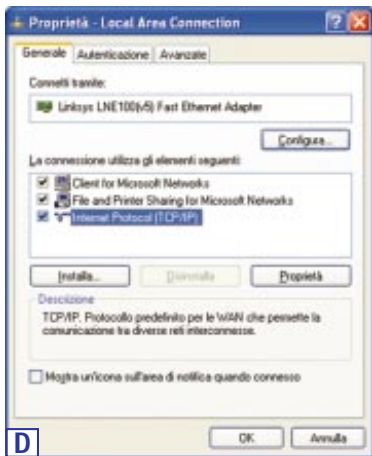 Proprietà - Local Area Connection
Generale Autenticazione Avanzate
Connetti tramite:
Linksys LNE100(v5) Fast Ethernet Adapter
Configura...
La connessione utilizza gli elementi seguenti:
Client for Microsoft Networks
File and Printer Sharing for Microsoft Networks
Internet Protocol (TCP/IP)
Installa... Disinstalla Proprietà
Descrizione
TCP/IP. Protocollo predefinito per le WAN che permette la
comunicazione tra diverse reti interconnesse.
Mostra un'icona sull'area di notifica quando connesso
OK Annulla
D